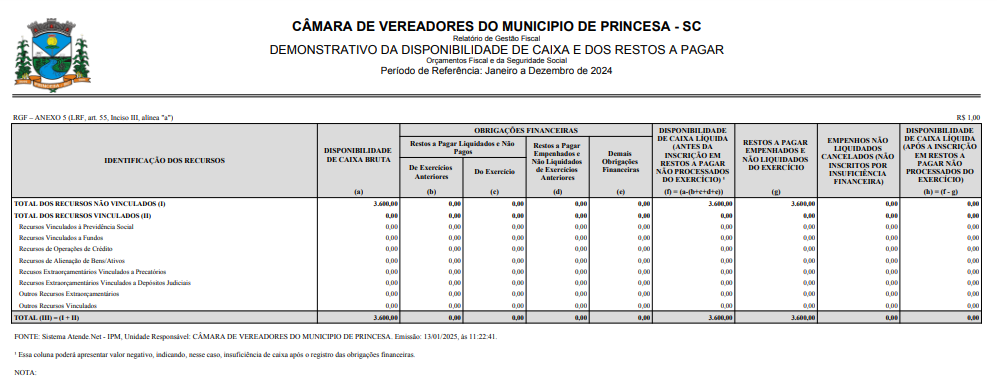 CÂMARA DE VEREADORES DO MUNICIPIO DE PRINCESA - SC
Relatório de Gestão Fiscal
DEMONSTRATIVO DA DISPONIBILIDADE DE CAIXA E DOS RESTOS A PAGAR
Orçamentos Fiscal e da Seguridade Social
Período de Referência: Janeiro a Dezembro de 2024
RGF – ANEXO 5 (LRF, art. 55, Inciso III, alínea "a") R$ 1,00
IDENTIFICAÇÃO DOS RECURSOS
DISPONIBILIDADE
DE CAIXA BRUTA
(a)
OBRIGAÇÕES FINANCEIRAS
Restos a Pagar Liquidados e Não
Pagos
De Exercícios
Anteriores
(b)
Do Exercício
(c)
Restos a Pagar
Empenhados e
Não Liquidados
de Exercícios
Anteriores
(d)
Demais
Obrigações
Financeiras
(e)
DISPONIBILIDADE
DE CAIXA LÍQUIDA
(ANTES DA
INSCRIÇÃO EM
RESTOS A PAGAR
NÃO PROCESSADOS
DO EXERCÍCIO) ¹
(f) = (a-(b+c+d+e))
RESTOS A PAGAR
EMPENHADOS E
NÃO LIQUIDADOS
DO EXERCÍCIO
(g)
EMPENHOS NÃO
LIQUIDADOS
CANCELADOS (NÃO
INSCRITOS POR
INSUFICIÊNCIA
FINANCEIRA)
DISPONIBILIDADE
DE CAIXA LÍQUIDA
(APÓS A INSCRIÇÃO
EM RESTOS A
PAGAR NÃO
PROCESSADOS DO
EXERCÍCIO)
(h) = (f - g)
TOTAL DOS RECURSOS NÃO VINCULADOS (I) 3.600,00 0,00 0,00 0,00 0,00 3.600,00 3.600,00 0,00 0,00
TOTAL DOS RECURSOS VINCULADOS (II) 0,00 0,00 0,00 0,00 0,00 0,00 0,00 0,00 0,00
Recursos Vinculados à Previdência Social 0,00 0,00 0,00 0,00 0,00 0,00 0,00 0,00 0,00
Recursos Vinculados a Fundos 0,00 0,00 0,00 0,00 0,00 0,00 0,00 0,00 0,00
Recursos de Operações de Crédito 0,00 0,00 0,00 0,00 0,00 0,00 0,00 0,00 0,00
Recursos de Alienação de Bens/Ativos 0,00 0,00 0,00 0,00 0,00 0,00 0,00 0,00 0,00
Recusos Extraorçamentários Vinculados a Precatórios 0,00 0,00 0,00 0,00 0,00 0,00 0,00 0,00 0,00
Recursos Extraorçamentários Vinculados a Depósitos Judiciais 0,00 0,00 0,00 0,00 0,00 0,00 0,00 0,00 0,00
Outros Recursos Extraorçamentários 0,00 0,00 0,00 0,00 0,00 0,00 0,00 0,00 0,00
Outros Recursos Vinculados 0,00 0,00 0,00 0,00 0,00 0,00 0,00 0,00 0,00
TOTAL (III) = (I + II) 3.600,00 0,00 0,00 0,00 0,00 3.600,00 3.600,00 0,00 0,00
FONTE: Sistema Atende.Net - IPM, Unidade Responsável: CÂMARA DE VEREADORES DO MUNICIPIO DE PRINCESA. Emissão: 13/01/2025, às 11:22:41.
¹ Essa coluna poderá apresentar valor negativo, indicando, nesse caso, insuficiência de caixa após o registro das obrigações financeiras.
NOTA: